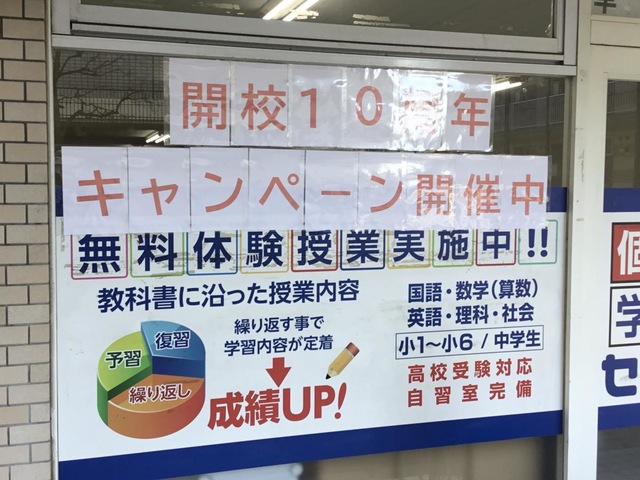 開校10周年
キャンペーン開催中
無料体験授業実施中!!
教科書に沿った授業内容
国語・数学(算数)
英語・理科・社会
小1~小6 / 中学生
高校受験対応
自習室完備
予習
復習
繰り返し
繰り返す事で
学習内容が定着
成績UP!
個
学
セ